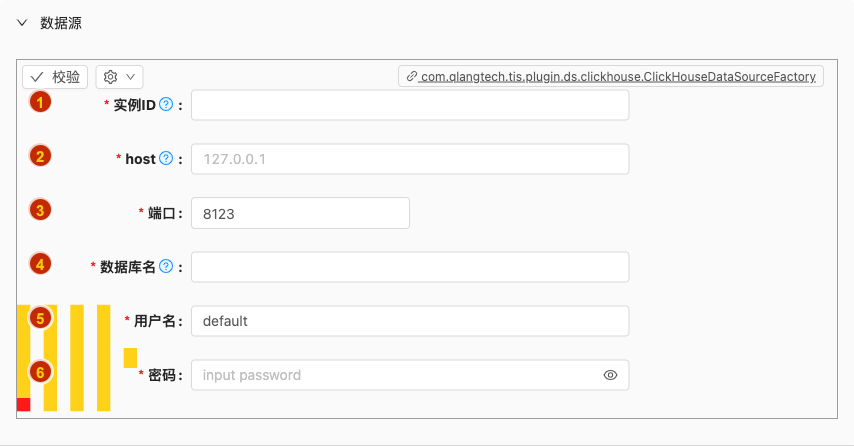 数据源
校验
com.qlangtech.tis.plugin.ds.clickhouse.ClickHouseDataSourceFactory
1 * 实例ID ? :
2 * host ? : 127.0.0.1
3 * 端口 : 8123
4 * 数据库名 ? :
5 * 用户名 : default
6 * 密码 : input password